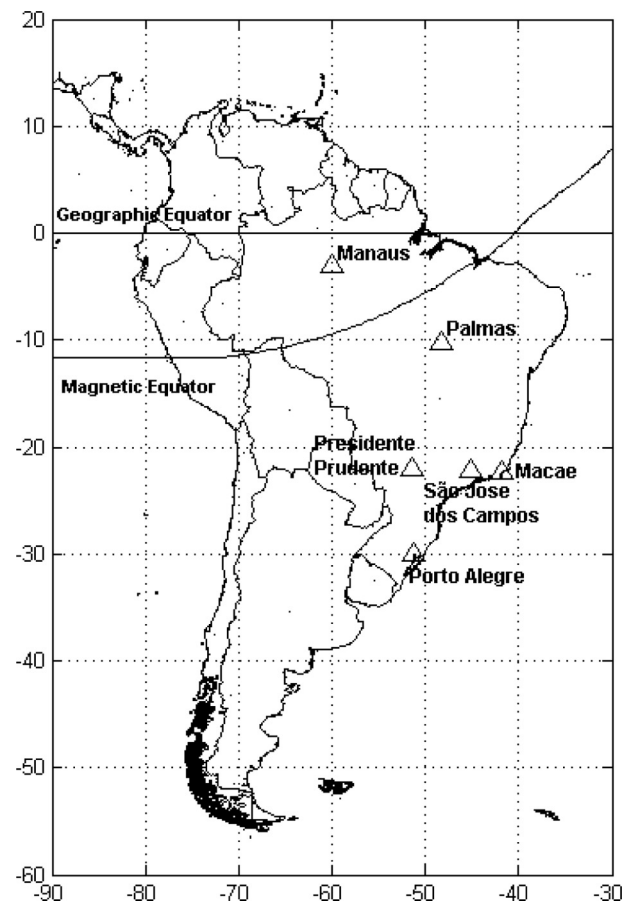 20
10
Geographic Equator
0
Manaus
Palmas
-10
Magnetic Equator
-20
Presidente
Prudente
Macae
São Jose
dos Campos
-30
Porto Alegre
-40
-50
-60
-90 -80 -70 -60 -50 -40 -30